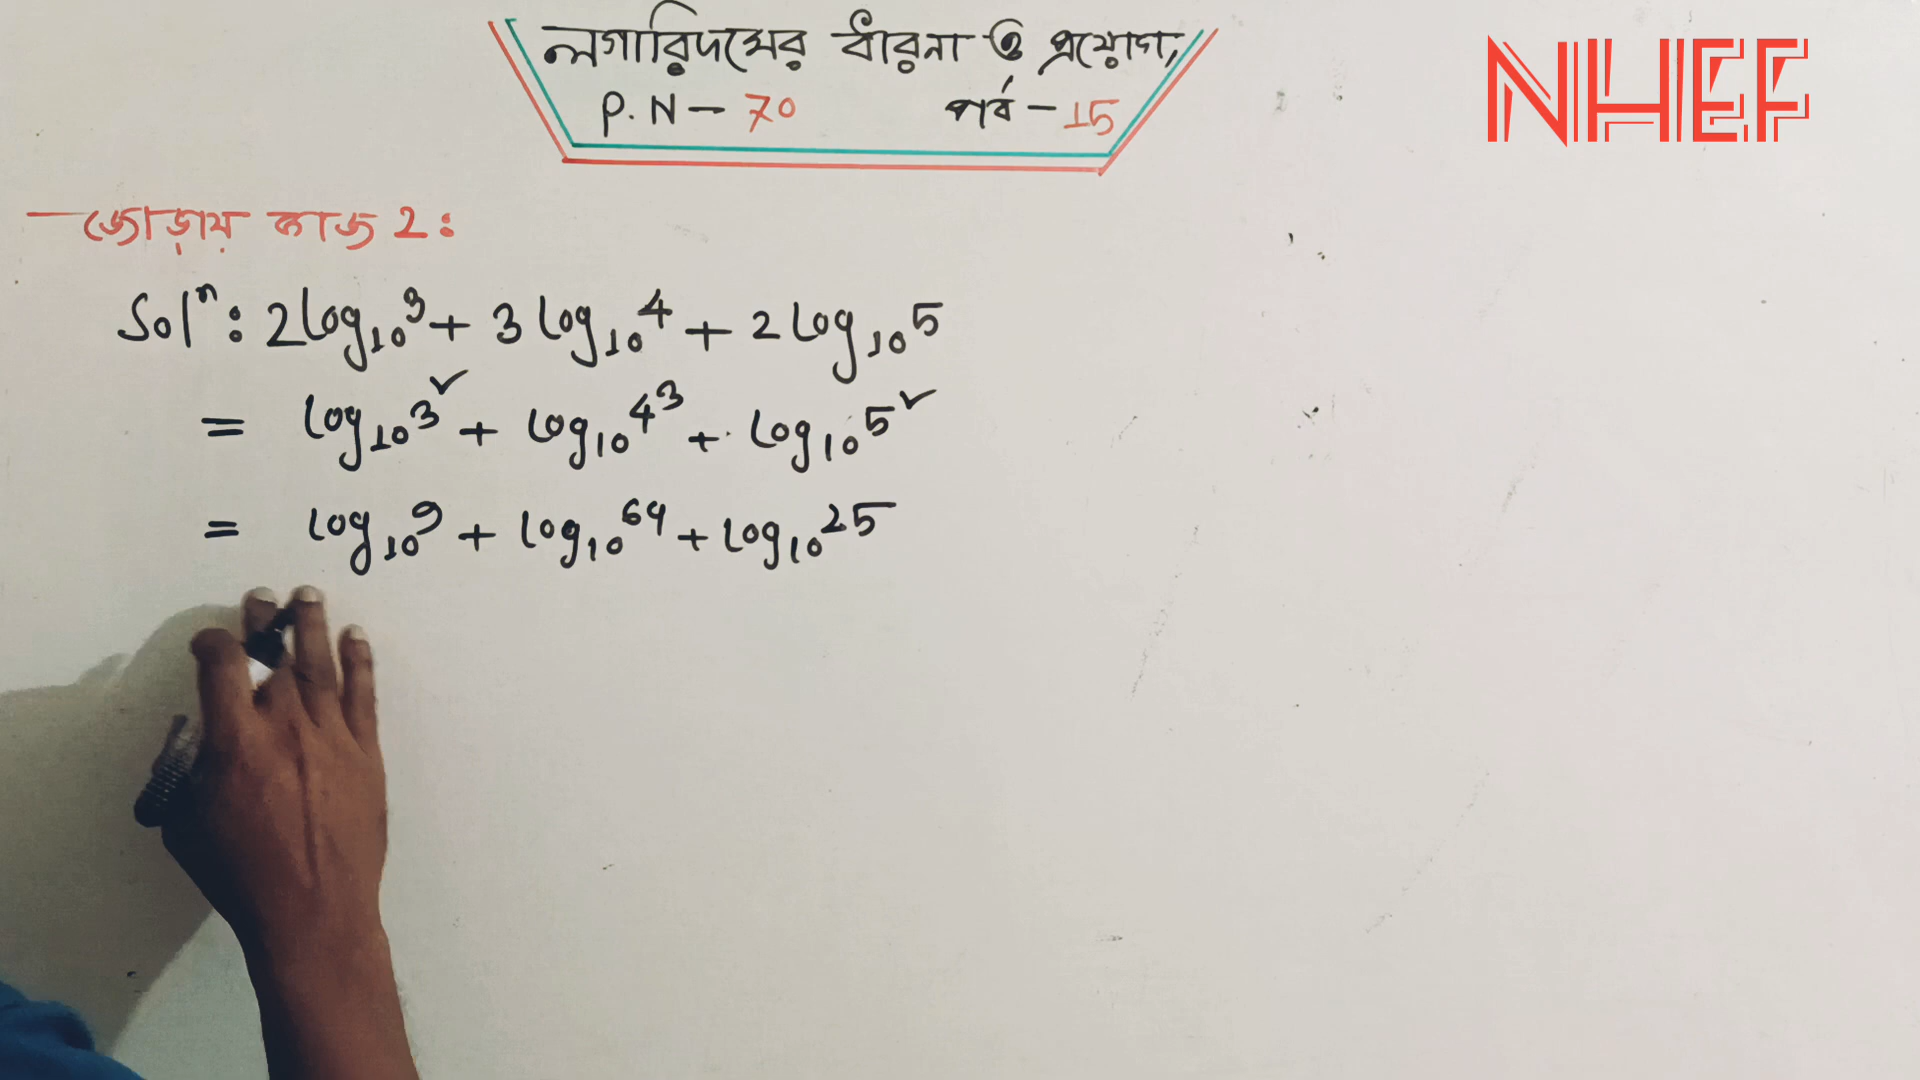 লগারিদমের ধারনা ও প্রয়োগ,
P.N - 70 পর্ব - 15
NHEF
জোড়ায় কাজ 2:
Solⁿ: 2log₁₀3 + 3log₁₀4 + 2log₁₀5
= log₁₀3² + log₁₀4³ + log₁₀5²
= log₁₀9 + log₁₀64 + log₁₀25